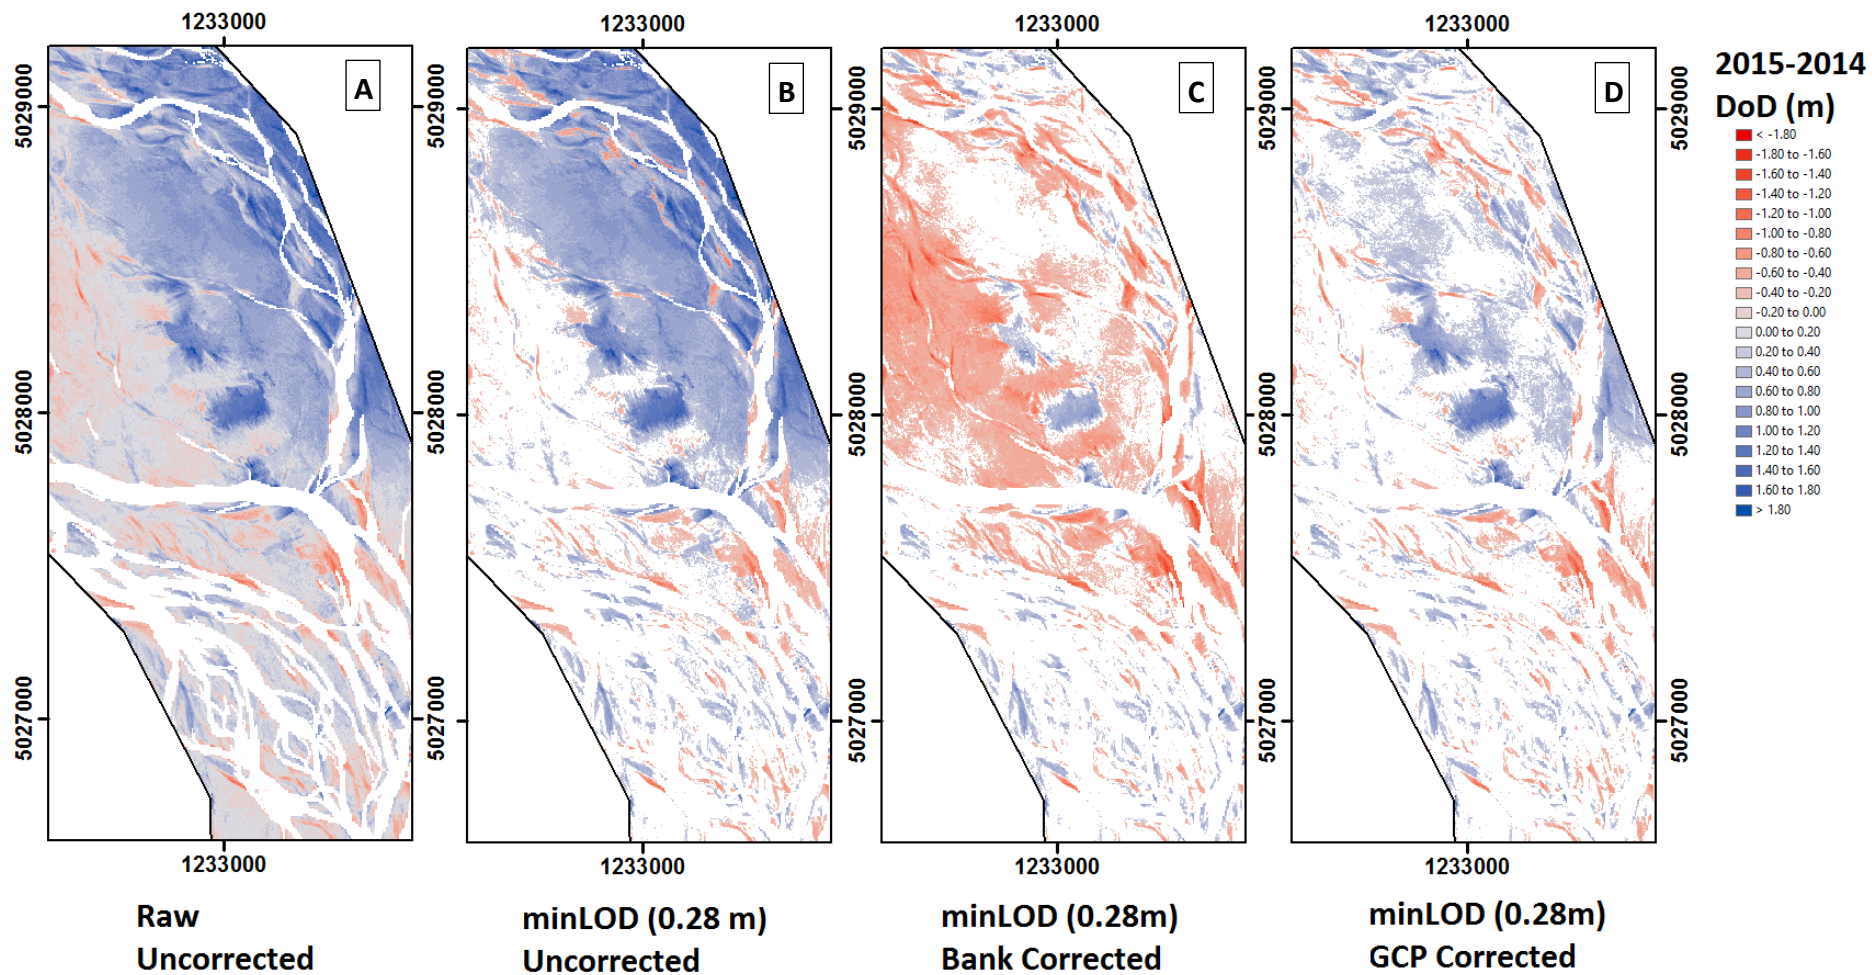 1233000
1233000
1233000
1233000
A
B
C
D
5029000
5029000
5029000
5029000
5029000
5028000
5028000
5028000
5028000
5028000
5027000
5027000
5027000
5027000
5027000
1233000
1233000
1233000
1233000
2015-2014
DoD (m)
< -1.80
-1.80 to -1.60
-1.60 to -1.40
-1.40 to -1.20
-1.20 to -1.00
-1.00 to -0.80
-0.80 to -0.60
-0.60 to -0.40
-0.40 to -0.20
-0.20 to 0.00
0.00 to 0.20
0.20 to 0.40
0.40 to 0.60
0.60 to 0.80
0.80 to 1.00
1.00 to 1.20
1.20 to 1.40
1.40 to 1.60
1.60 to 1.80
> 1.80
Raw
Uncorrected
minLOD (0.28 m)
Uncorrected
minLOD (0.28m)
Bank Corrected
minLOD (0.28m)
GCP Corrected